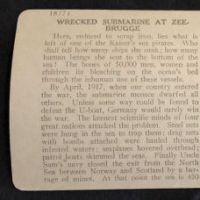 WRECKED SUBMARINE AT ZEE-
BRUGGE
Here, reduced to scrap iron, lies what is
left of one of the Kaiser's sea pirates. Who
shall tell how many ships she sunk; how many
human beings she sent to the bottom of the
sea? The bones of 50,000 men, women and
children lie bleaching on the ocean's bed
through the inhuman use of these vessels.
By April, 1917, when our country entered
the war, the submarine menace dwarfed all
others. Unless some way could be found to
defeat the U-boat, Germany would surely win
the war. The keenest scientific minds of four
great nations attacked the problem. Steel nets
were hung in the sea to trap them; drag nets
with bombs attached were hauled through
infested waters; seaplanes hovered overhead;
patrol boats skimmed the seas. Finally Uncle
Sam's navy closed the exit from the North
Sea between Norway and Scotland by a bar-
rage of mines. At that point the sea is 400